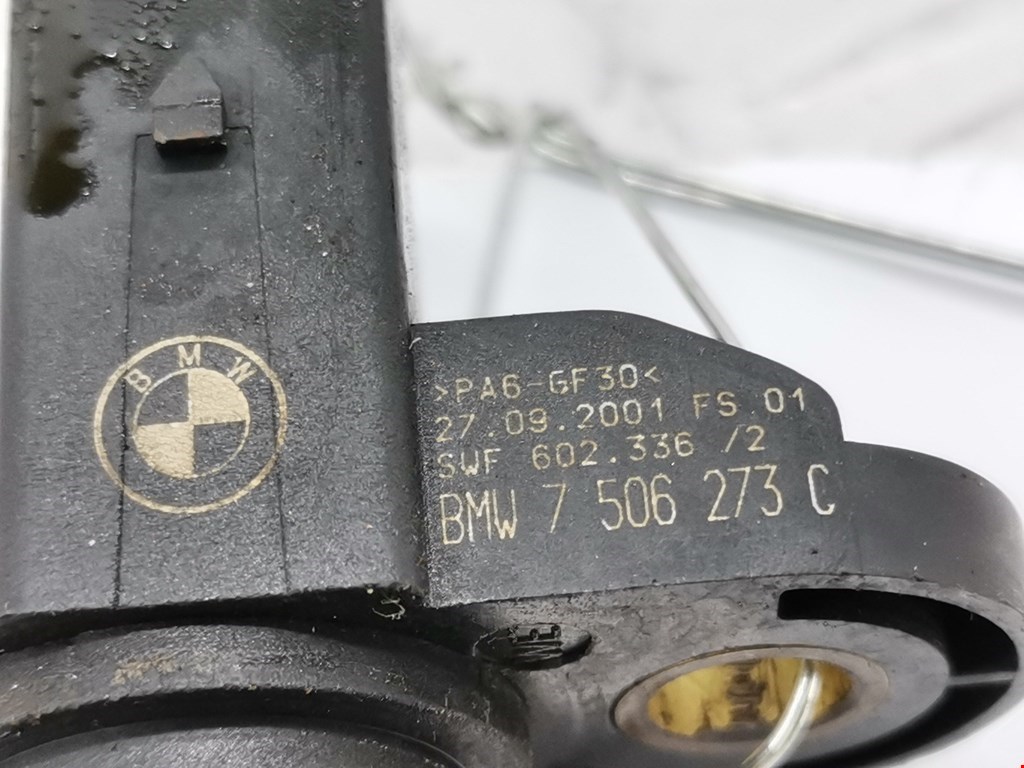 BMW
>PA6-GF30<
27.09.2001 FS 01
SWF 602.336 /2
BMW 7 506 273 C